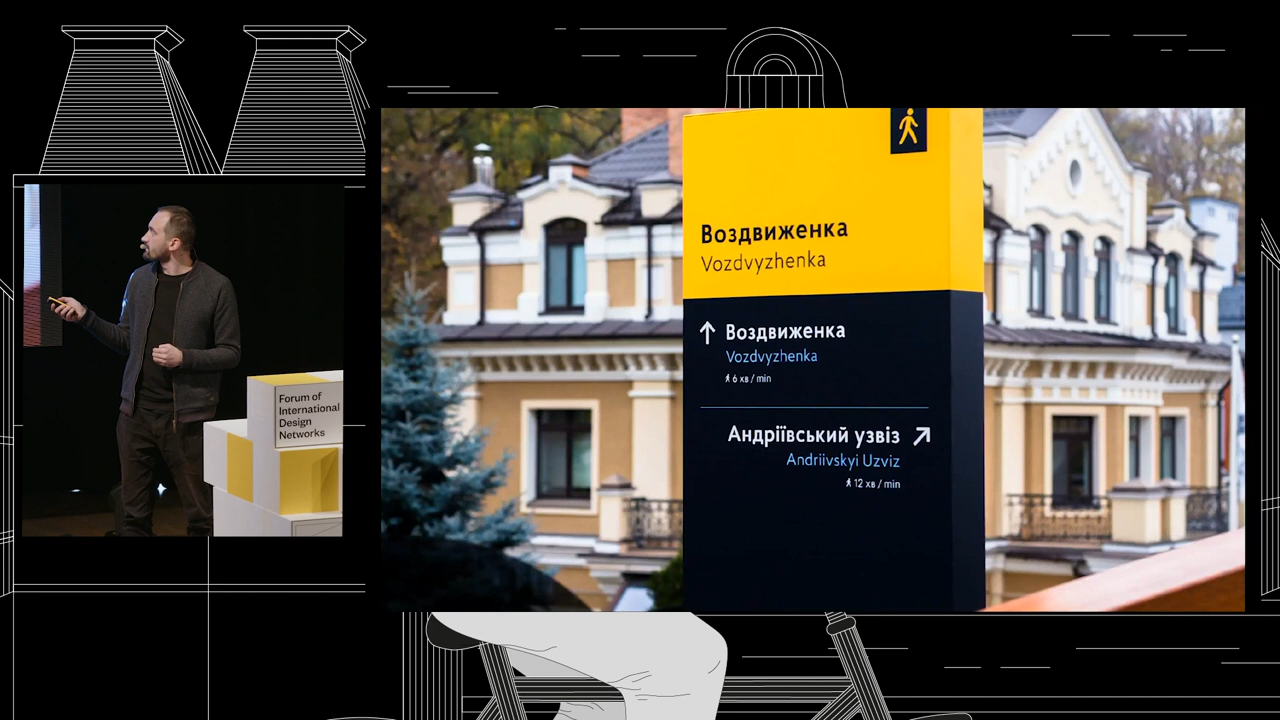 Forum of
International
Design
Networks
Воздвиженка
Vozdvyzhenka
Воздвиженка
Vozdvyzhenka
6 хв / min
Андріївський узвіз
Andriivskyi Uzviz
12 хв / min